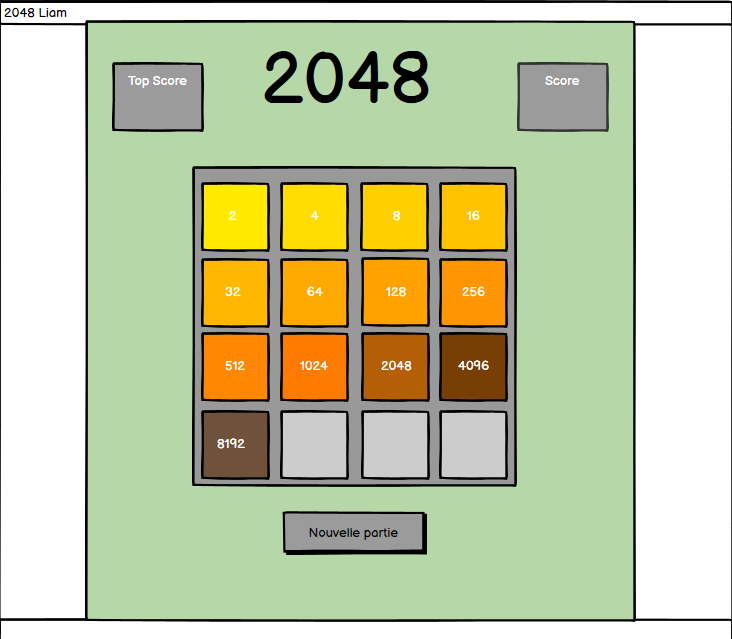 2048 Liam
2048
Top Score
Score
2 4 8 16
32 64 128 256
512 1024 2048 4096
8192
Nouvelle partie